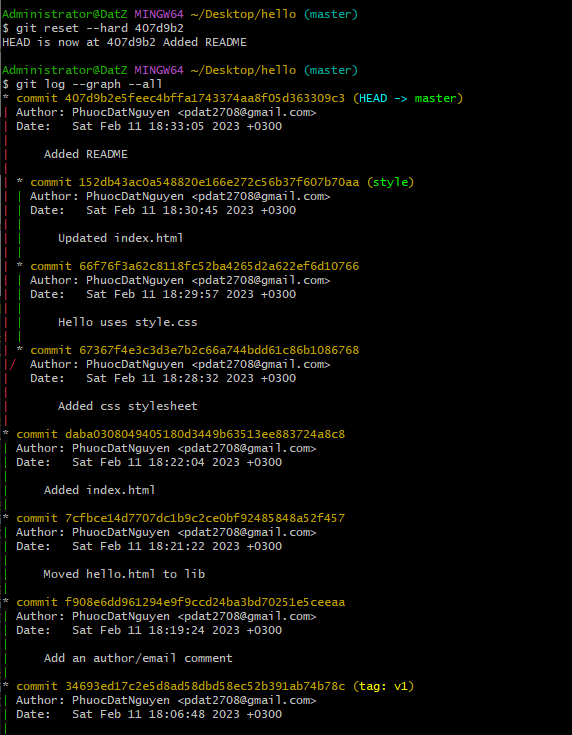 Administrator@DatZ MINGW64 ~/Desktop/hello (master)
$ git reset --hard 407d9b2
HEAD is now at 407d9b2 Added README

Administrator@DatZ MINGW64 ~/Desktop/hello (master)
$ git log --graph --all
* commit 407d9b2e5feec4bffa1743374aa8f05d363309c3 (HEAD -> master)
| Author: PhuocDatNguyen <pdat2708@gmail.com>
| Date:   Sat Feb 11 18:33:05 2023 +0300
|
|     Added README
|
| * commit 152db43ac0a548820e166e272c56b37f607b70aa (style)
| | Author: PhuocDatNguyen <pdat2708@gmail.com>
| | Date:   Sat Feb 11 18:30:45 2023 +0300
| |
| |     Updated index.html
| |
| * commit 66f76f3a62c8118fc52ba4265d2a622ef6d10766
| | Author: PhuocDatNguyen <pdat2708@gmail.com>
| | Date:   Sat Feb 11 18:29:57 2023 +0300
| |
| |     Hello uses style.css
| |
| * commit 67367f4e3c3d3e7b2c66a744bdd61c86b1086768
|/  Author: PhuocDatNguyen <pdat2708@gmail.com>
|   Date:   Sat Feb 11 18:28:32 2023 +0300
|
|       Added css stylesheet
|
* commit daba0308049405180d3449b63513ee883724a8c8
| Author: PhuocDatNguyen <pdat2708@gmail.com>
| Date:   Sat Feb 11 18:22:04 2023 +0300
|
|     Added index.html
|
* commit 7cfbce14d7707dc1b9c2ce0bf92485848a52f457
| Author: PhuocDatNguyen <pdat2708@gmail.com>
| Date:   Sat Feb 11 18:21:22 2023 +0300
|
|     Moved hello.html to lib
|
* commit f908e6dd961294e9f9ccd24ba3bd70251e5ceeaa
| Author: PhuocDatNguyen <pdat2708@gmail.com>
| Date:   Sat Feb 11 18:19:24 2023 +0300
|
|     Add an author/email comment
|
* commit 34693ed17c2e5d8ad58dbd58ec52b391ab74b78c (tag: v1)
| Author: PhuocDatNguyen <pdat2708@gmail.com>
| Date:   Sat Feb 11 18:06:48 2023 +0300
|